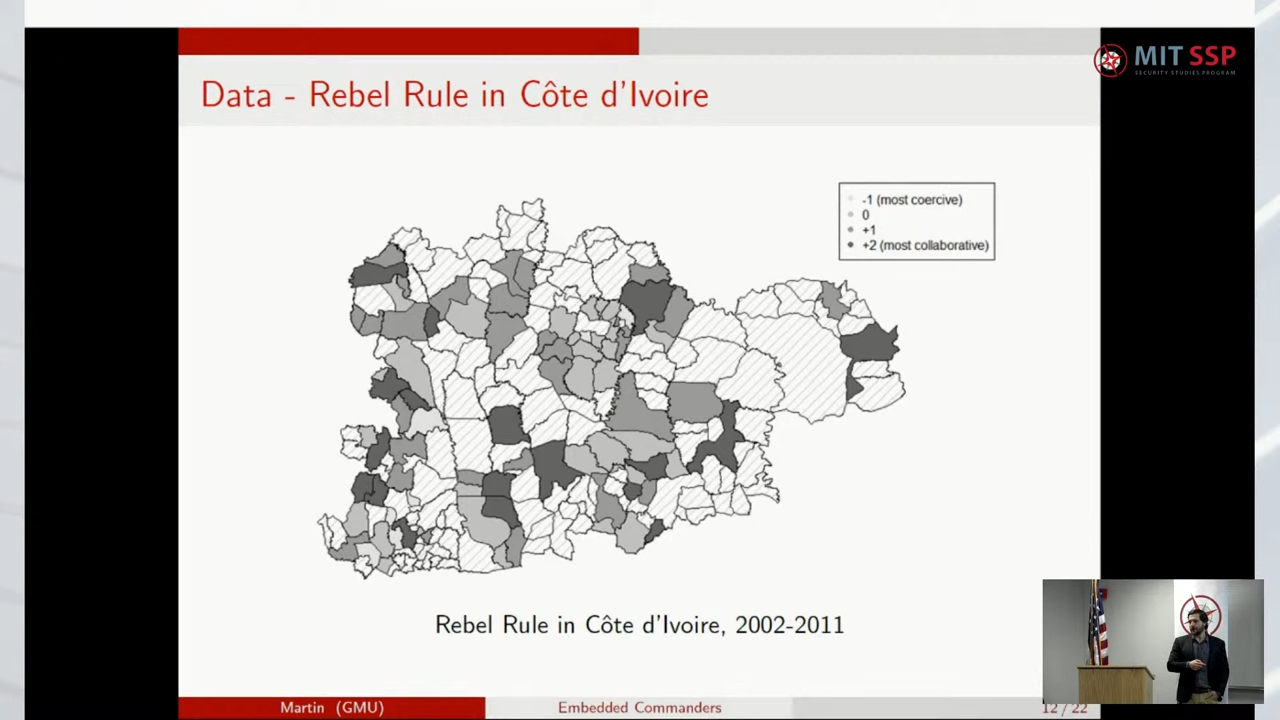 MIT SSP
SECURITY STUDIES PROGRAM
Data - Rebel Rule in Côte d'Ivoire
-1 (most coercive)
0
+1
+2 (most collaborative)
Rebel Rule in Côte d'Ivoire, 2002-2011
Martin (GMU)
Embedded Commanders
12 / 22